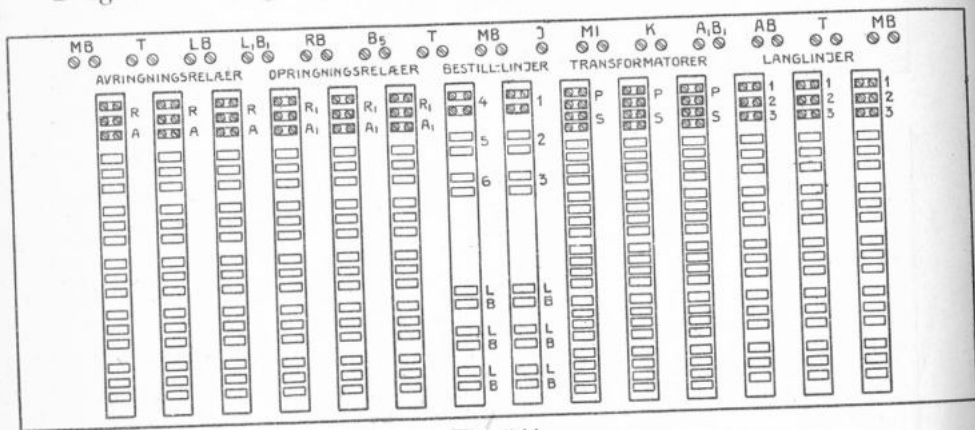 MB T LB L₁B₁ RB B5 T MB J MI K A₁B₁ AB T MB
AVRINGNINGSRELÆER OPRINGNINGSRELÆER BESTILL:LINJER TRANSFORMATORER LANGLINJER
R R R R₁ R₁ R₁ 4 1 P P P 1 1 1
2 2 2
A A A A₁ A₁ A₁ S S S 3 3 3
5 2
6 3
L L
B B
L L
B B
L L
B B